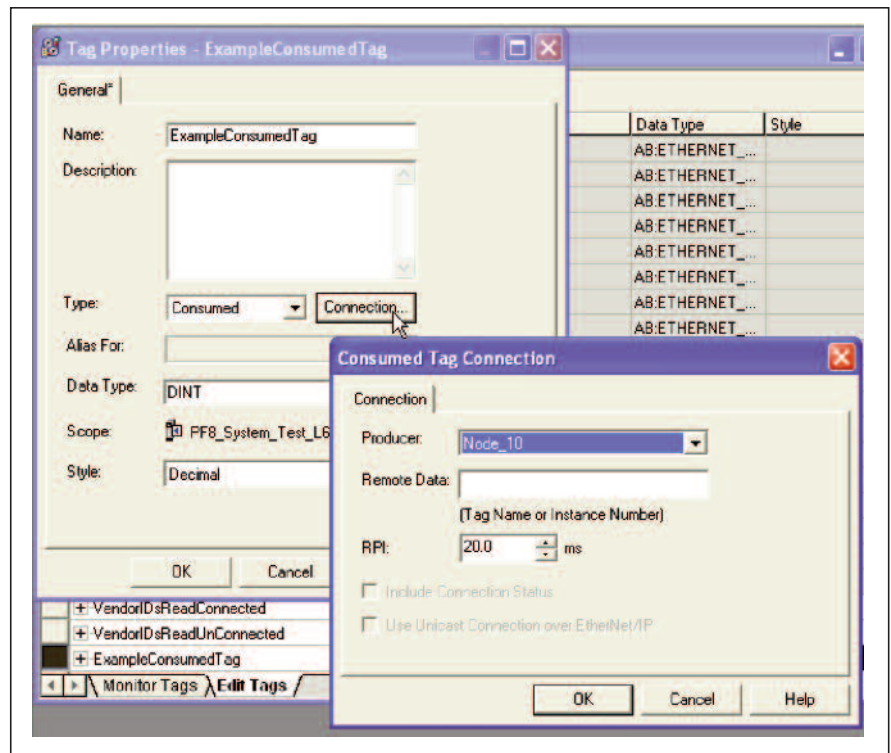 Tag Properties - ExampleConsumedTag
General*
Name: ExampleConsumedTag
Description:
Type: Consumed Connection...
Alias For:
Data Type: DINT
Scope: PF8_System_Test_L6
Style: Decimal
OK Cancel
Data Type Style
AB:ETHERNET_...
AB:ETHERNET_...
AB:ETHERNET_...
AB:ETHERNET_...
AB:ETHERNET_...
AB:ETHERNET_...
AB:ETHERNET_...
AB:ETHERNET_...
Consumed Tag Connection
Connection
Producer: Node_10
Remote Data:
(Tag Name or Instance Number)
RPI: 20.0 ms
Include Connection Status
Use Unicast Connection over EtherNet/IP
OK Cancel Help
+ VendorIDsReadConnected
+ VendorIDsReadUnConnected
+ ExampleConsumedTag
Monitor Tags Edit Tags